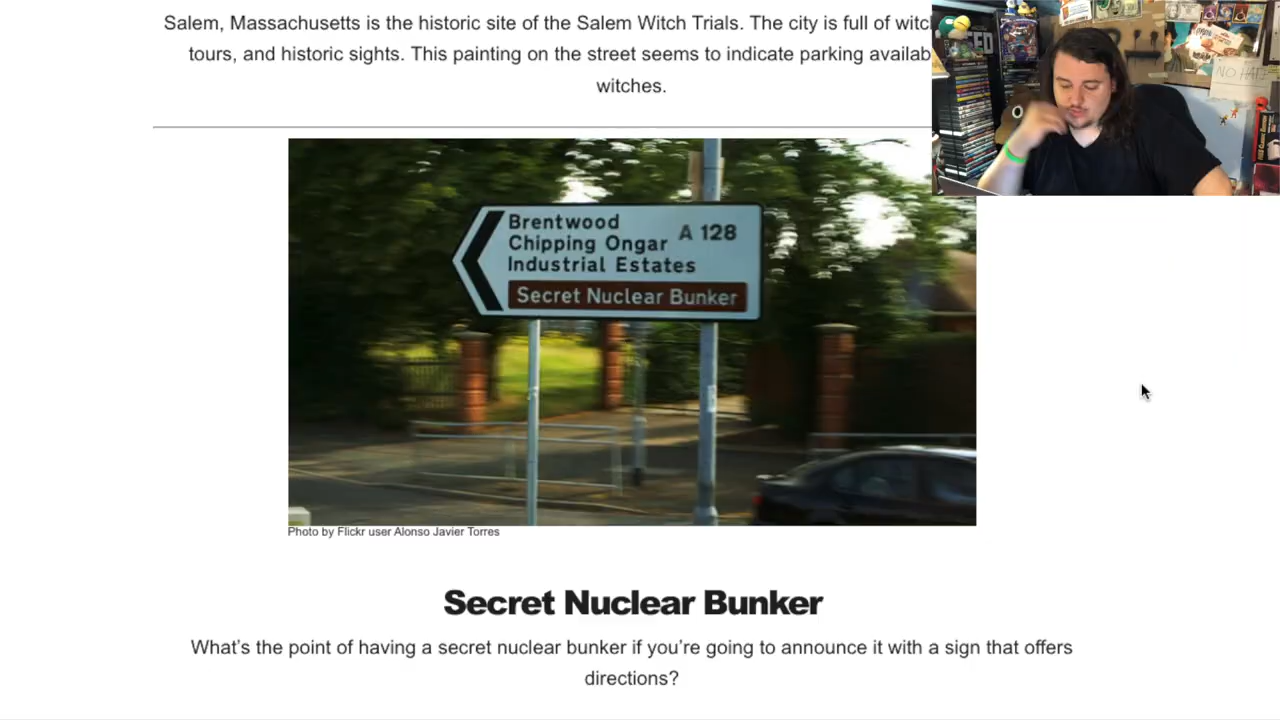 Salem, Massachusetts is the historic site of the Salem Witch Trials. The city is full of witc
tours, and historic sights. This painting on the street seems to indicate parking availab
witches.
NO HATE
Brentwood
Chipping Ongar A 128
Industrial Estates
Secret Nuclear Bunker
Photo by Flickr user Alonso Javier Torres
Secret Nuclear Bunker
What's the point of having a secret nuclear bunker if you're going to announce it with a sign that offers
directions?